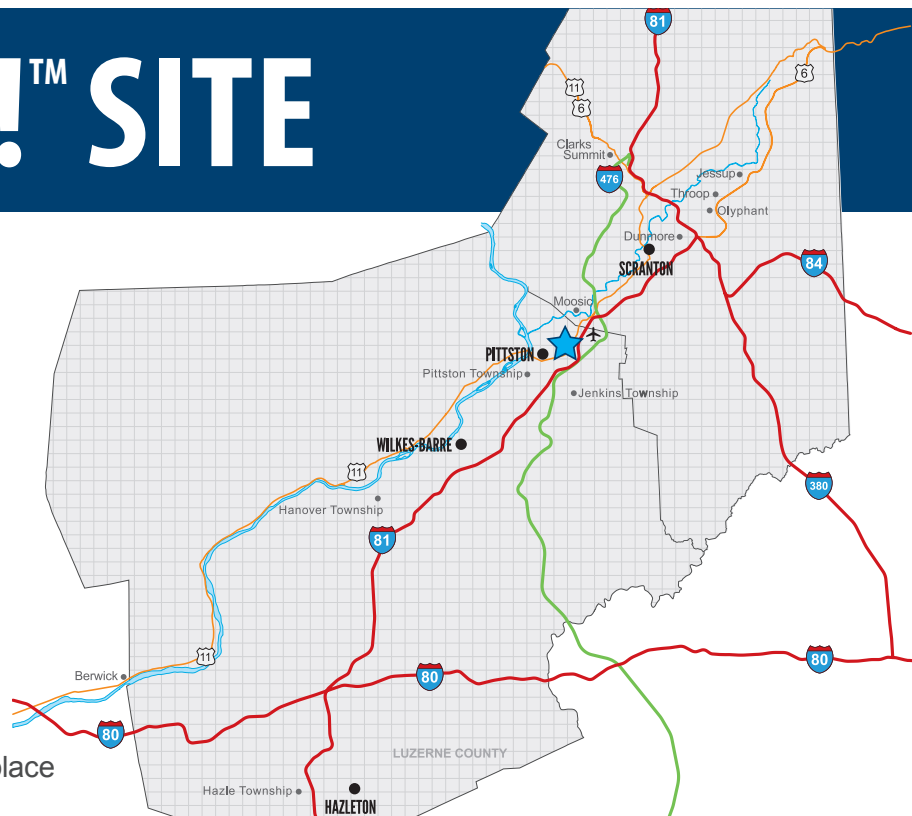 !™ SITE
81
11
6
6
Clarks
Summit
476
Jessup
Throop
Olyphant
Dunmore
SCRANTON
84
Moosic
PITTSTON
Pittston Township
Jenkins Township
WILKES-BARRE
11
380
Hanover Township
81
11
80
Berwick
80
80
LUZERNE COUNTY
place
Hazle Township
HAZLETON